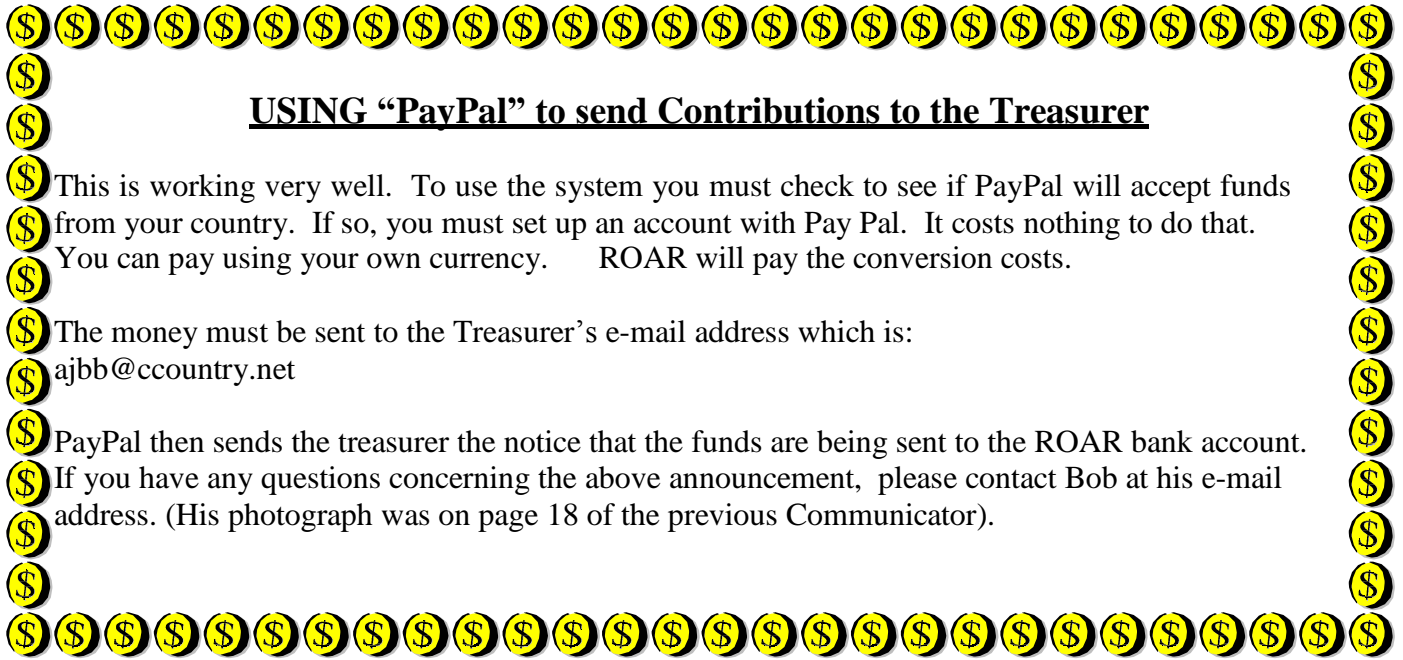 USING “PayPal” to send Contributions to the Treasurer
This is working very well.  To use the system you must check to see if PayPal will accept funds
from your country.  If so, you must set up an account with Pay Pal.  It costs nothing to do that.
You can pay using your own currency.      ROAR will pay the conversion costs.
The money must be sent to the Treasurer’s e-mail address which is:
ajbb@ccountry.net
PayPal then sends the treasurer the notice that the funds are being sent to the ROAR bank account.
If you have any questions concerning the above announcement,  please contact Bob at his e-mail
address. (His photograph was on page 18 of the previous Communicator).